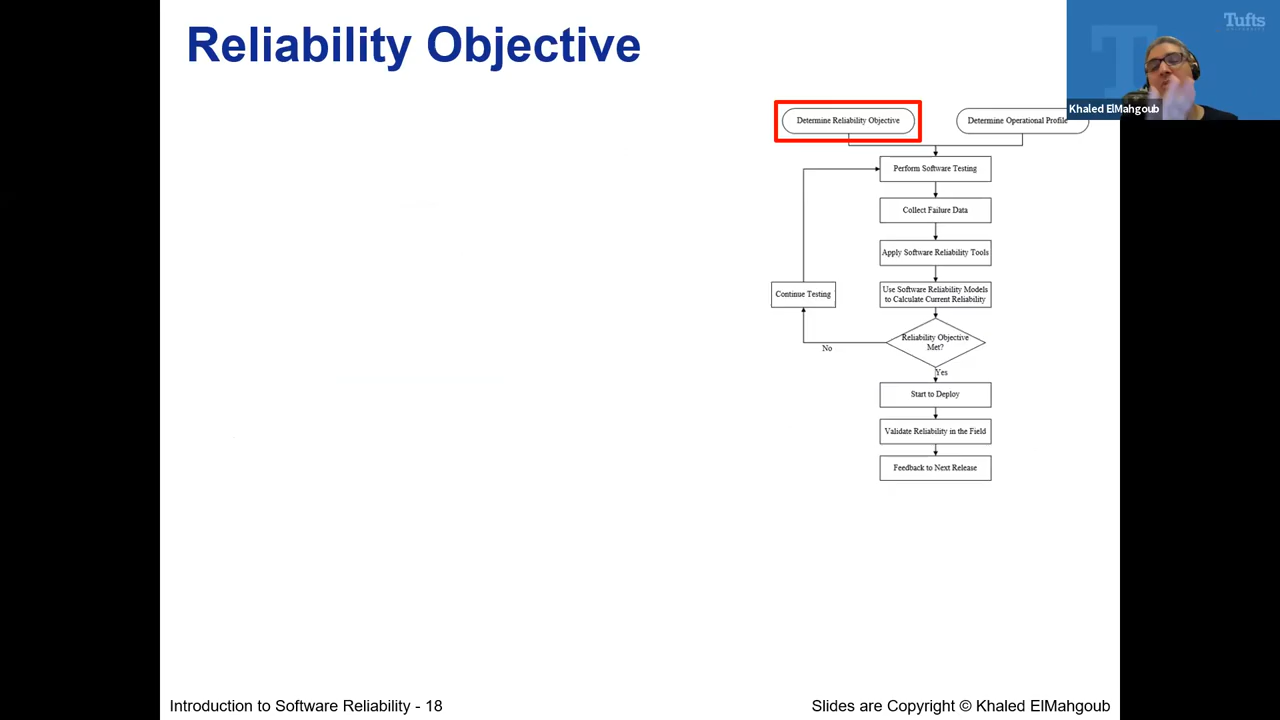 Reliability Objective
Tufts
UNIVERSITY
Khaled ElMahgoub
Determine Reliability Objective
Determine Operational Profile
Perform Software Testing
Collect Failure Data
Apply Software Reliability Tools
Continue Testing
Use Software Reliability Models
to Calculate Current Reliability
Reliability Objective
Met?
No
Yes
Start to Deploy
Validate Reliability in the Field
Feedback to Next Release
Introduction to Software Reliability - 18
Slides are Copyright © Khaled ElMahgoub